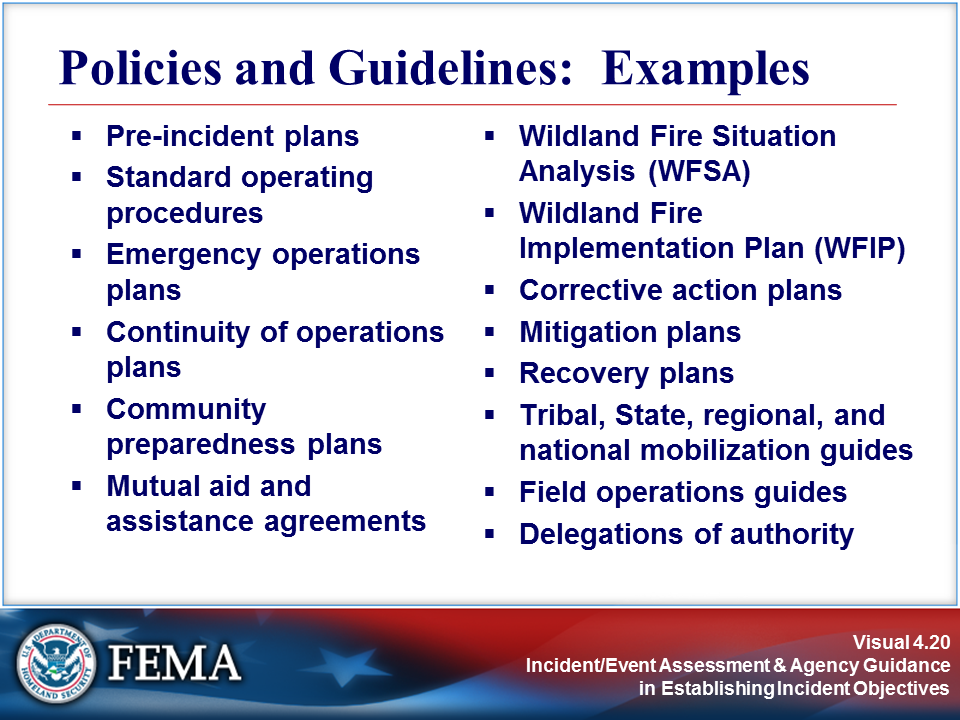 Policies and Guidelines: Examples
▪ Pre-incident plans
▪ Standard operating
procedures
▪ Emergency operations
plans
▪ Continuity of operations
plans
▪ Community
preparedness plans
▪ Mutual aid and
assistance agreements
▪ Wildland Fire Situation
Analysis (WFSA)
▪ Wildland Fire
Implementation Plan (WFIP)
▪ Corrective action plans
▪ Mitigation plans
▪ Recovery plans
▪ Tribal, State, regional, and
national mobilization guides
▪ Field operations guides
▪ Delegations of authority
U.S. DEPARTMENT OF
HOMELAND SECURITY
FEMA
Visual 4.20
Incident/Event Assessment & Agency Guidance
in Establishing Incident Objectives